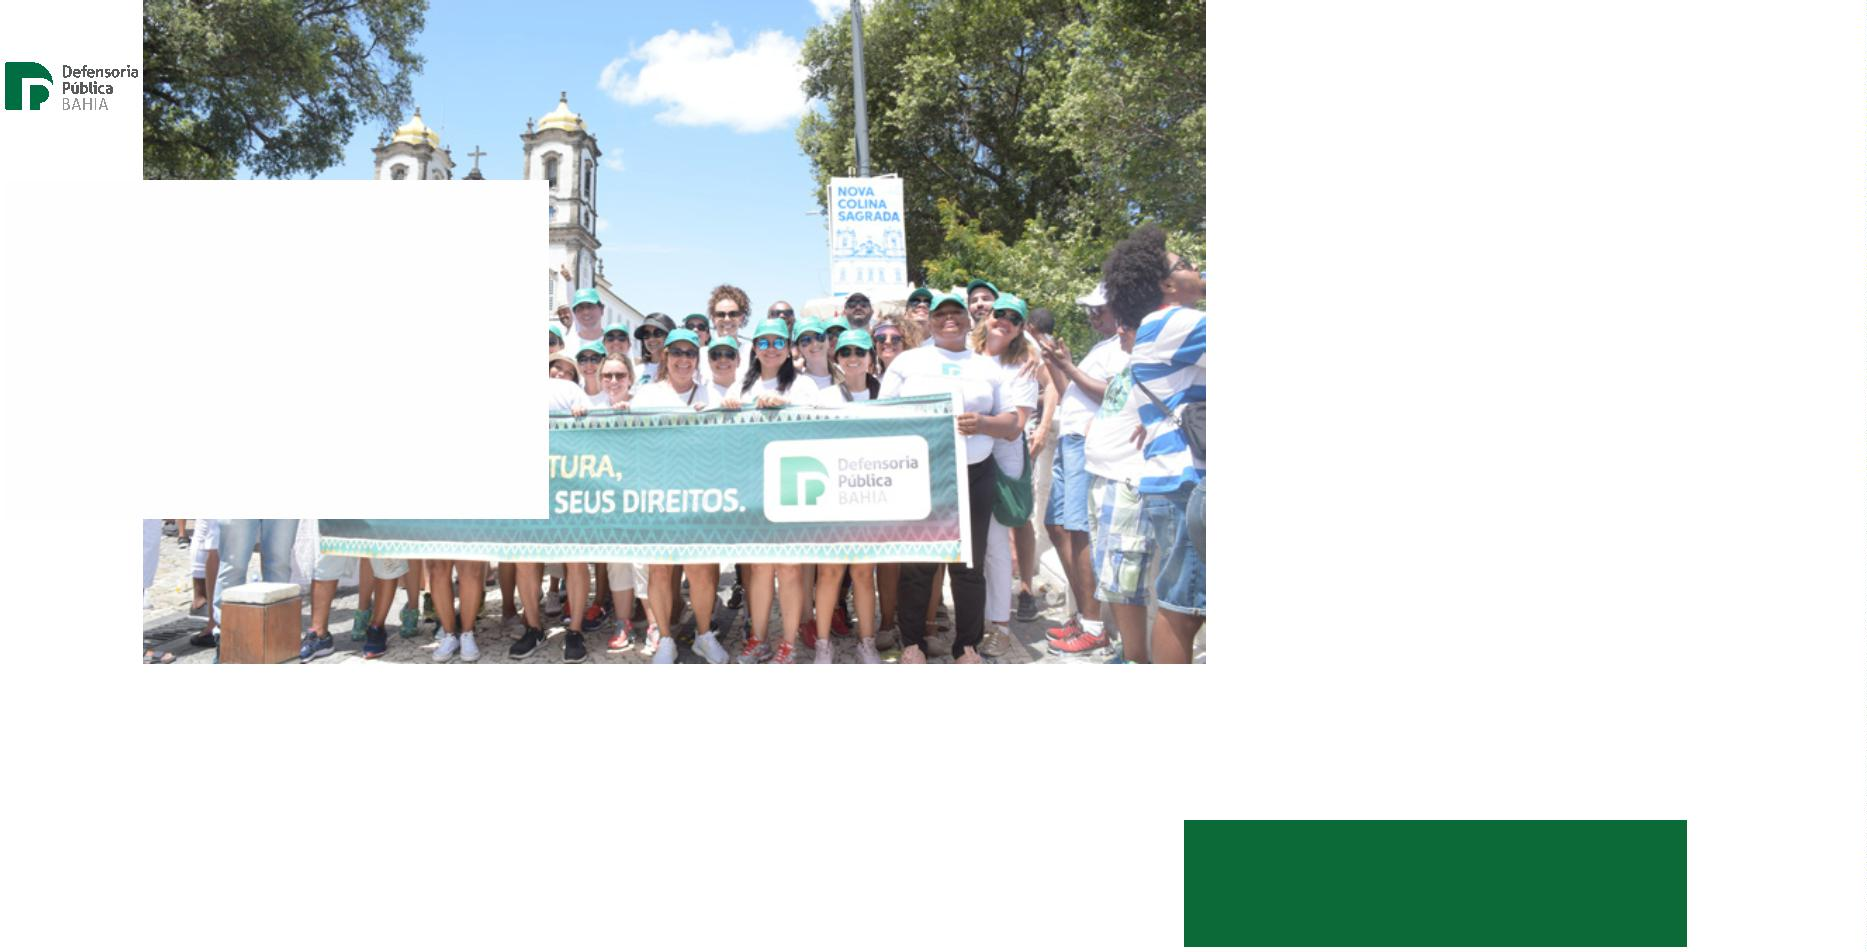 Defensoria
Pública
BAHIA
NOVA
COLINA
SAGRADA
TURA,
SEUS DIREITOS.
Defensoria
Pública
BAHIA